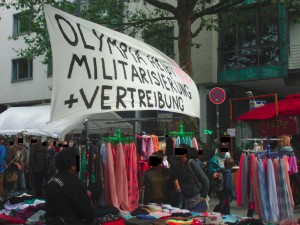 OLYMPIA
MILITARISIERUNG
+ VERTREIBUNG